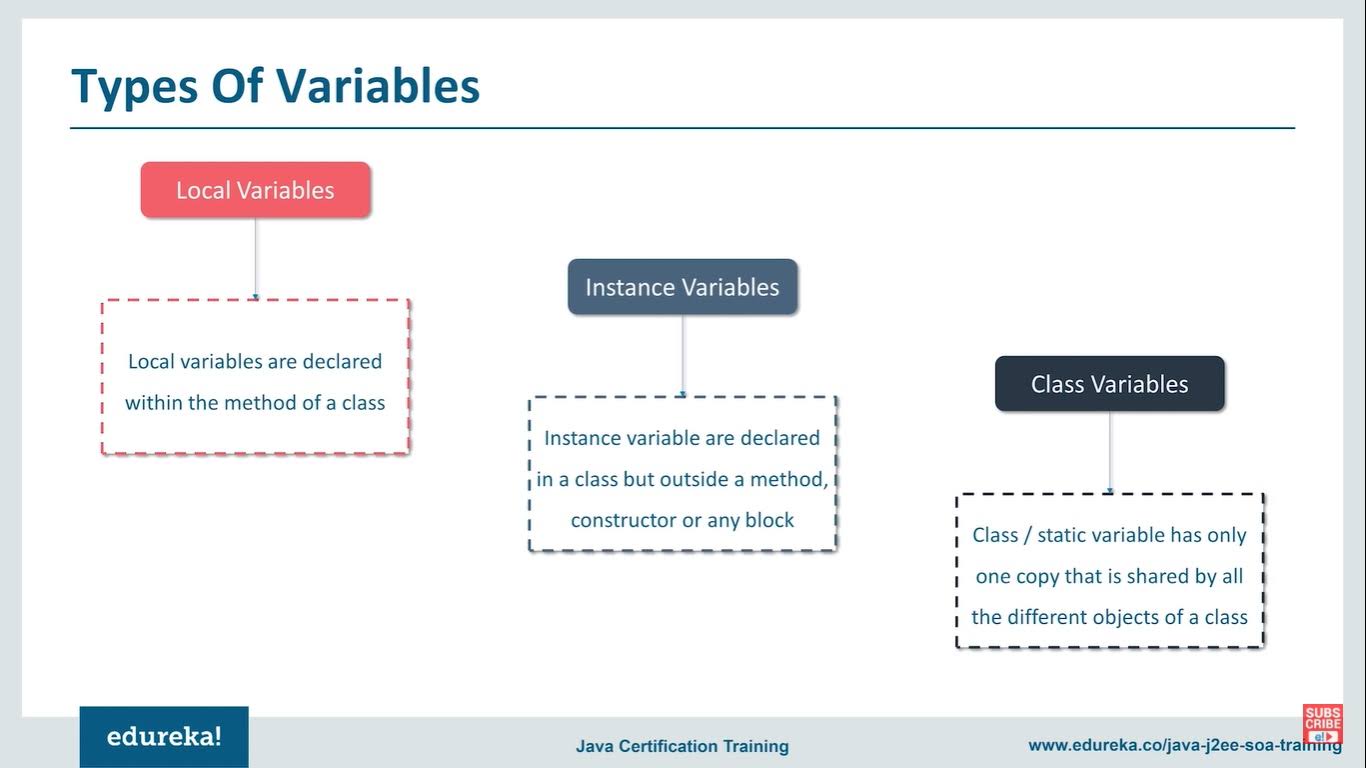 Types Of Variables
Local Variables
Local variables are declared
within the method of a class
Instance Variables
Instance variable are declared
in a class but outside a method,
constructor or any block
Class Variables
Class / static variable has only
one copy that is shared by all
the different objects of a class
edureka!
Java Certification Training
www.edureka.co/java-j2ee-soa-training
SUBS
CRIBE
e!